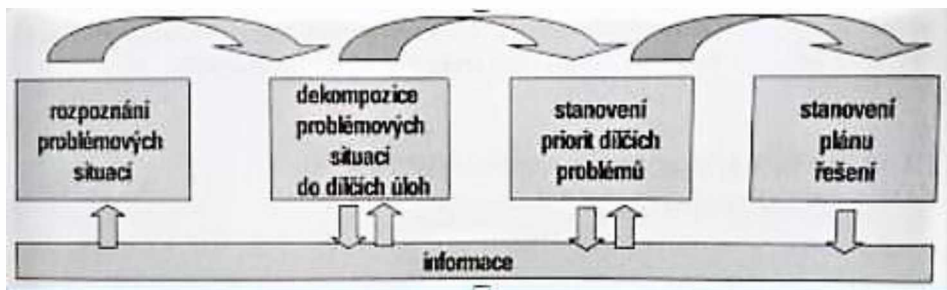 rozpoznání
problémových
situací
dekompozice
problémových
situací
do dílčích úloh
stanovení
priorit dílčích
problémů
stanovení
plánu
řešení
informace